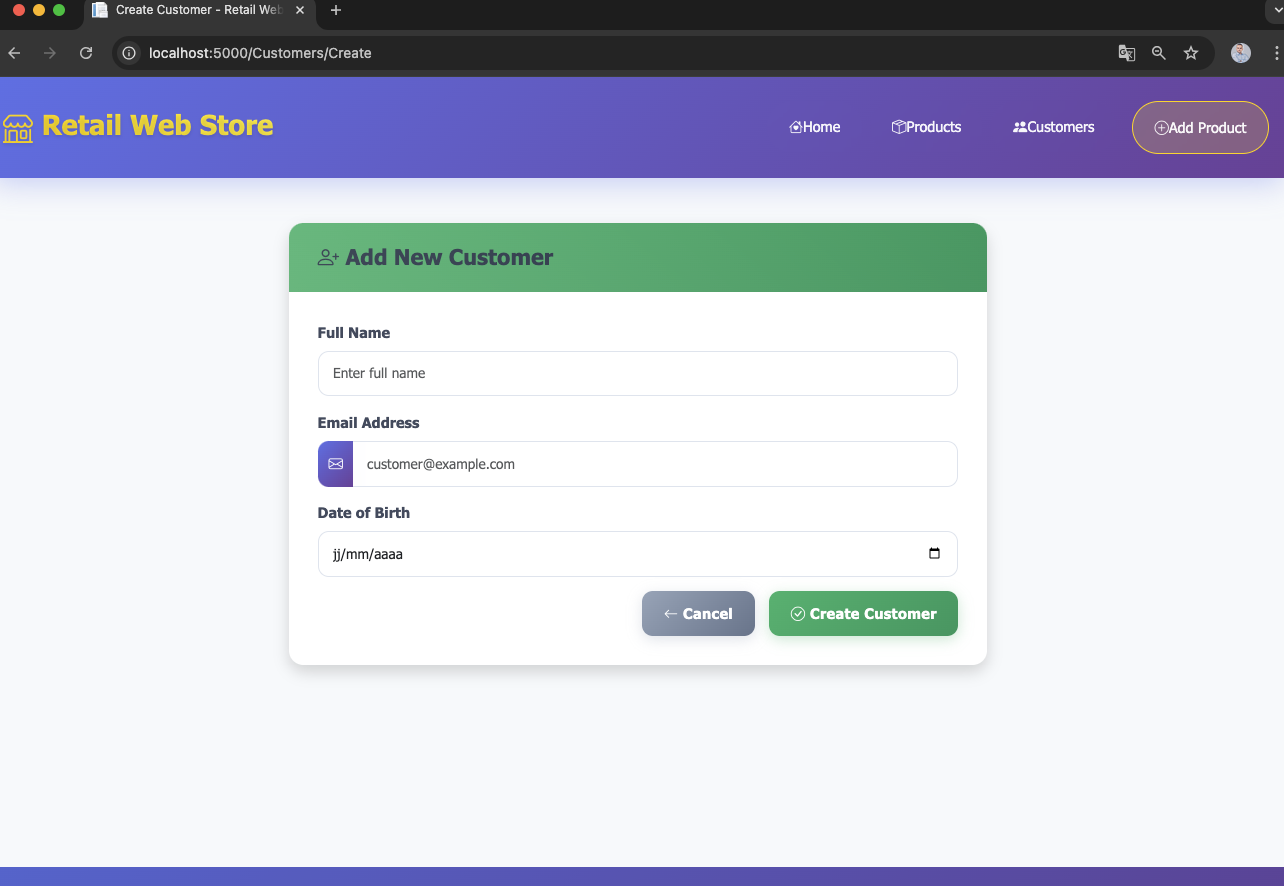 Create Customer - Retail Web
localhost:5000/Customers/Create
Retail Web Store
Home
Products
Customers
Add Product
Add New Customer
Full Name
Enter full name
Email Address
customer@example.com
Date of Birth
jj/mm/aaaa
Cancel
Create Customer